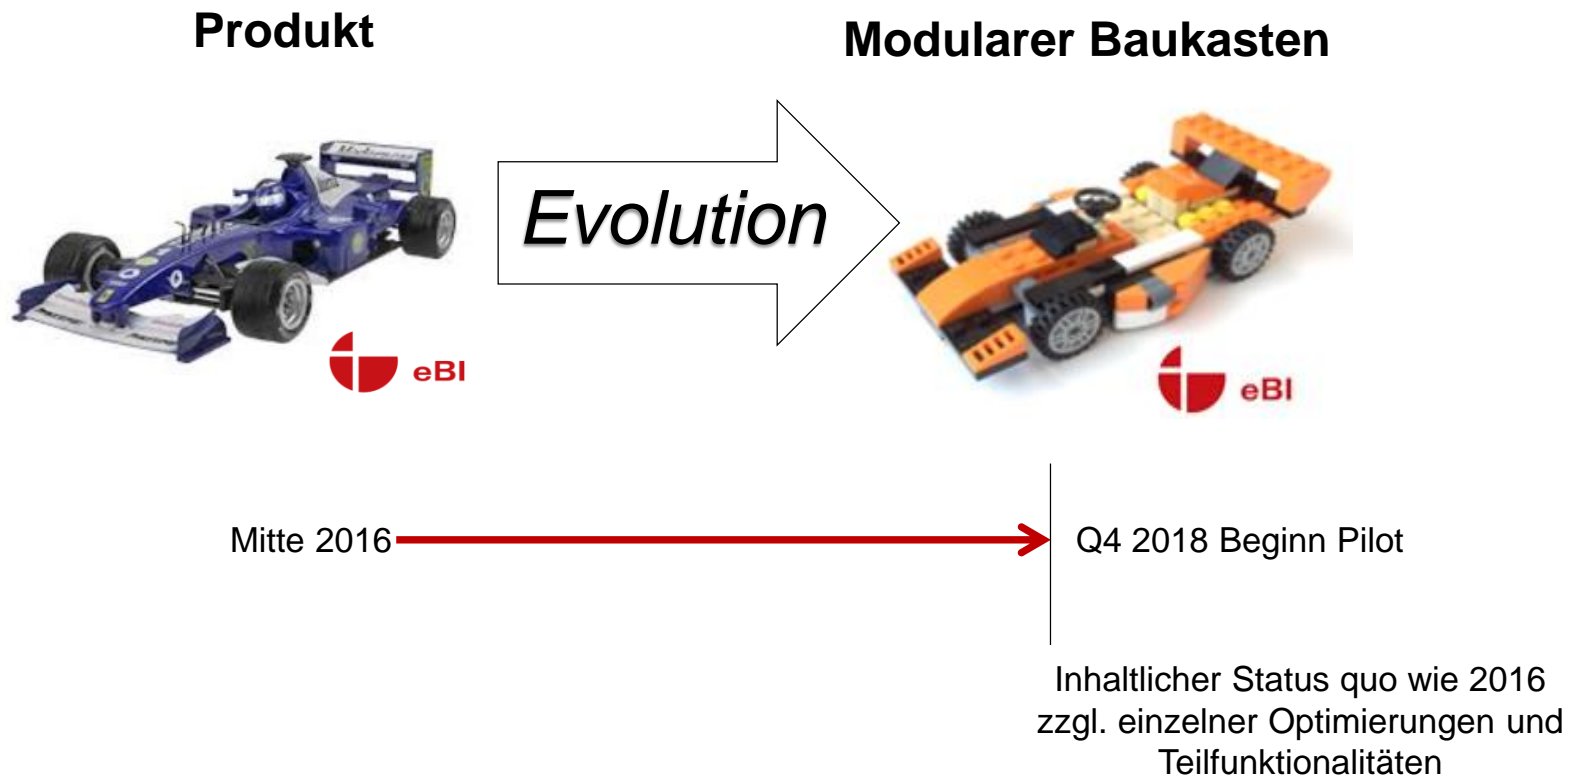 Produkt
Modularer Baukasten
Evolution
eBI
eBI
Mitte 2016
Q4 2018 Beginn Pilot
Inhaltlicher Status quo wie 2016
zzgl. einzelner Optimierungen und
Teilfunktionalitäten